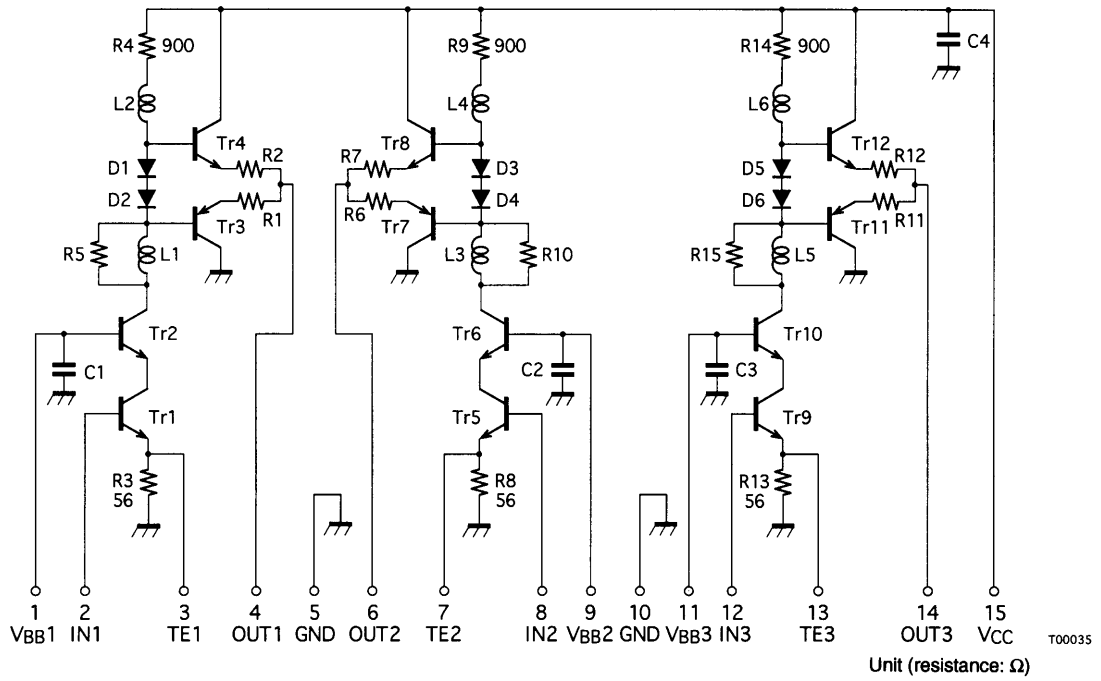 R4 900 R9 900 R14 900 C4
L2 L4 L6
Tr4 Tr8 Tr12
D1 R2 R7 D3 D5 R12
D2 R1 R6 D4 D6 R11
Tr3 Tr7 Tr11
R5 L1 L3 R10 R15 L5
Tr2 Tr6 Tr10
C1 C2 C3
Tr1 Tr5 Tr9
R3 R8 R13
56 56 56
1 2 3 4 5 6 7 8 9 10 11 12 13 14 15
VBB1 IN1 TE1 OUT1 GND OUT2 TE2 IN2 VBB2 GND VBB3 IN3 TE3 OUT3 VCC
T00035
Unit (resistance: Ω)